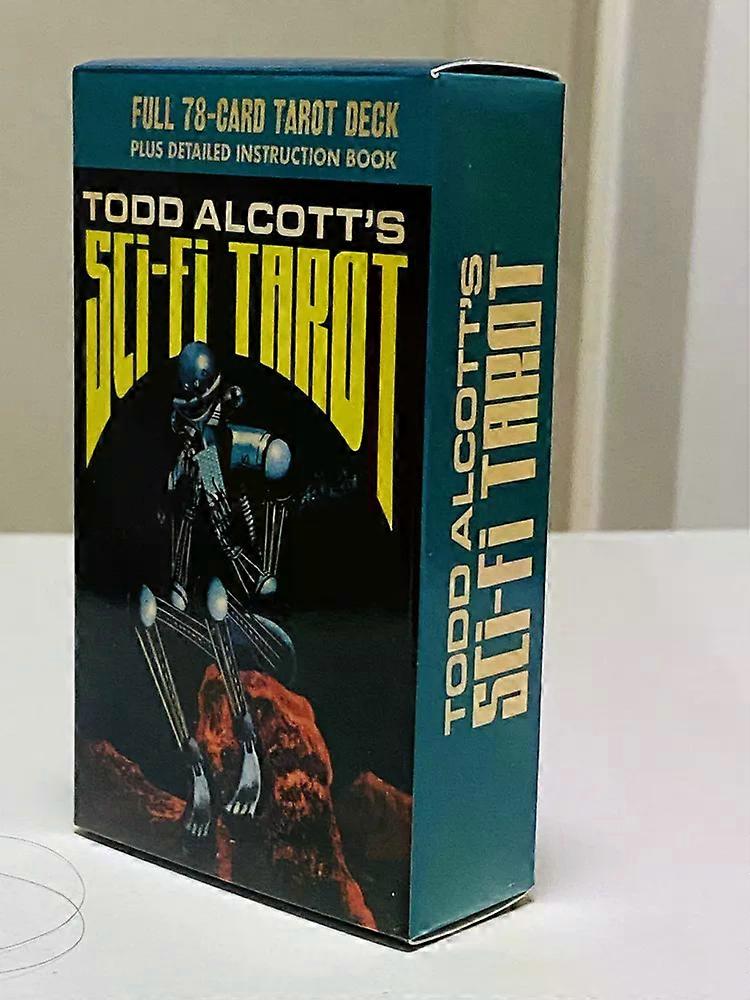 FULL 78-CARD TAROT DECK
PLUS DETAILED INSTRUCTION BOOK
TODD ALCOTT'S
SCi-Fi TAROT
TODD ALCOTT'S
SCi-Fi TAROT